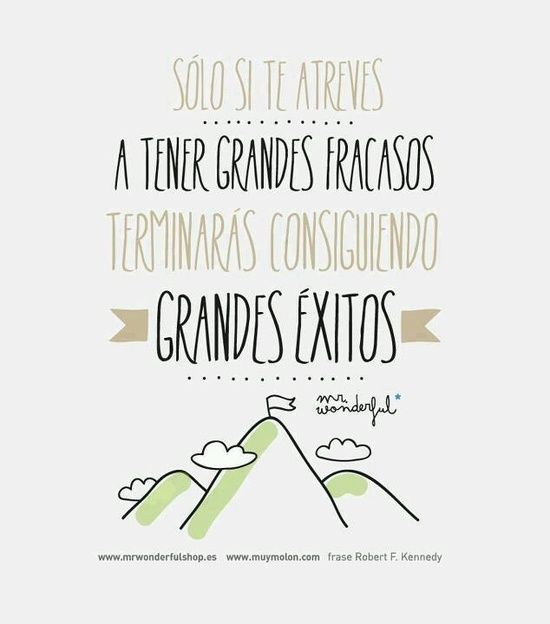 SÓLO SI TE ATREVES
A TENER GRANDES FRACASOS
TERMINARÁS CONSIGUIENDO
GRANDES ÉXITOS
mr.
wonderful*
www.mrwonderfulshop.es www.muymolon.com frase Robert F. Kennedy